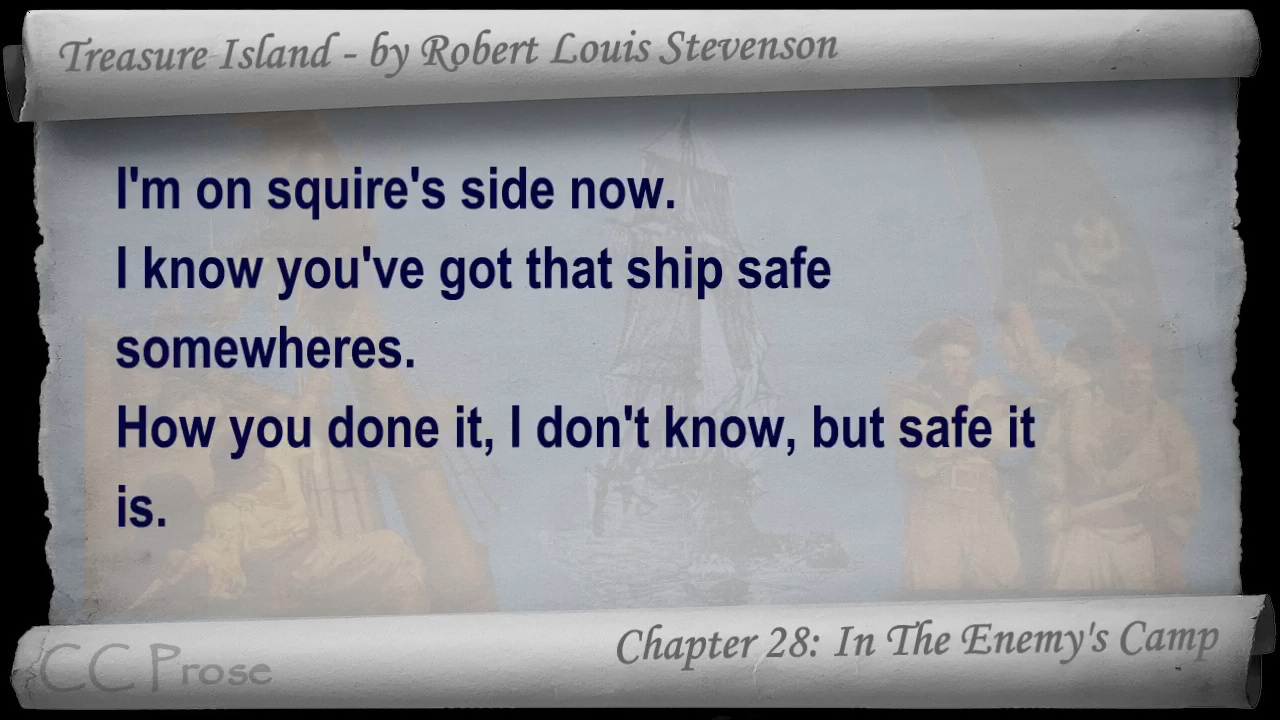 Treasure Island - by Robert Louis Stevenson
I'm on squire's side now.
I know you've got that ship safe
somewheres.
How you done it, I don't know, but safe it
is.
Chapter 28: In The Enemy's Camp
CC Prose